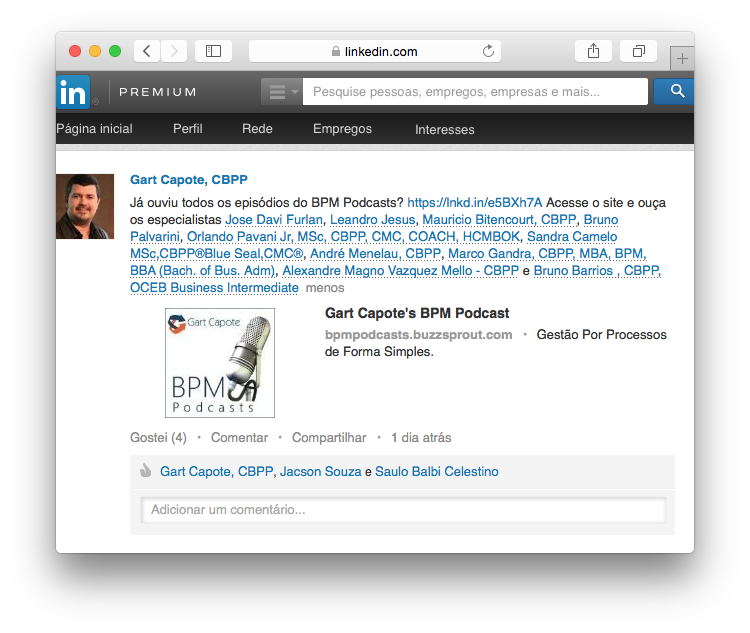 linkedin.com
in ® PREMIUM
Pesquise pessoas, empregos, empresas e mais...
Página inicial Perfil Rede Empregos Interesses
Gart Capote, CBPP
Já ouviu todos os episódios do BPM Podcasts? https://lnkd.in/e5BXh7A Acesse o site e ouça
os especialistas Jose Davi Furlan, Leandro Jesus, Mauricio Bitencourt, CBPP, Bruno
Palvarini, Orlando Pavani Jr, MSc, CBPP, CMC, COACH, HCMBOK, Sandra Camelo
MSc,CBPP®Blue Seal,CMC®, André Menelau, CBPP, Marco Gandra, CBPP, MBA, BPM,
BBA (Bach. of Bus. Adm), Alexandre Magno Vazquez Mello - CBPP e Bruno Barrios , CBPP,
OCEB Business Intermediate menos
Gart Capote
BPM
Podcasts
Gart Capote's BPM Podcast
bpmpodcasts.buzzsprout.com • Gestão Por Processos
de Forma Simples.
Gostei (4) • Comentar • Compartilhar • 1 dia atrás
Gart Capote, CBPP, Jacson Souza e Saulo Balbi Celestino
Adicionar um comentário...